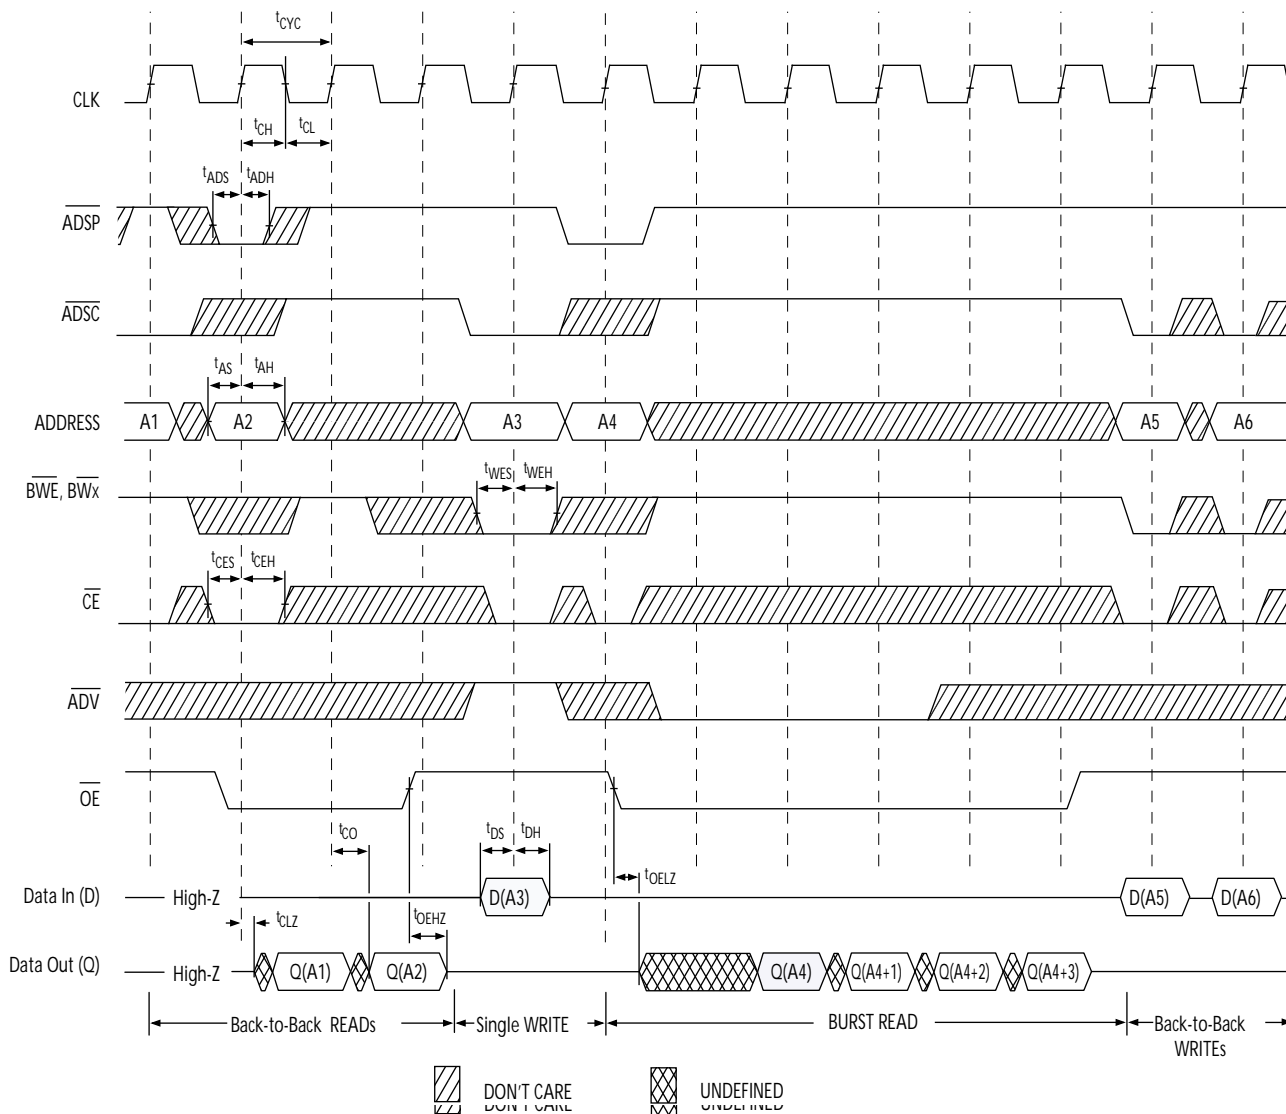 tCYC
CLK
tCH
tCL
tADS
tADH
ADSP
ADSC
tAS
tAH
ADDRESS
A1
A2
A3
A4
A5
A6
tWES
tWEH
BWE, BWx
tCES
tCEH
CE
ADV
OE
tCO
tDS
tDH
tOELZ
Data In (D)
High-Z
D(A3)
D(A5)
D(A6)
tCLZ
tOEHZ
Data Out (Q)
High-Z
Q(A1)
Q(A2)
Q(A4)
Q(A4+1)
Q(A4+2)
Q(A4+3)
Back-to-Back READs
Single WRITE
BURST READ
Back-to-Back
WRITEs
DON'T CARE
UNDEFINED
DON'T CARE
UNDEFINED